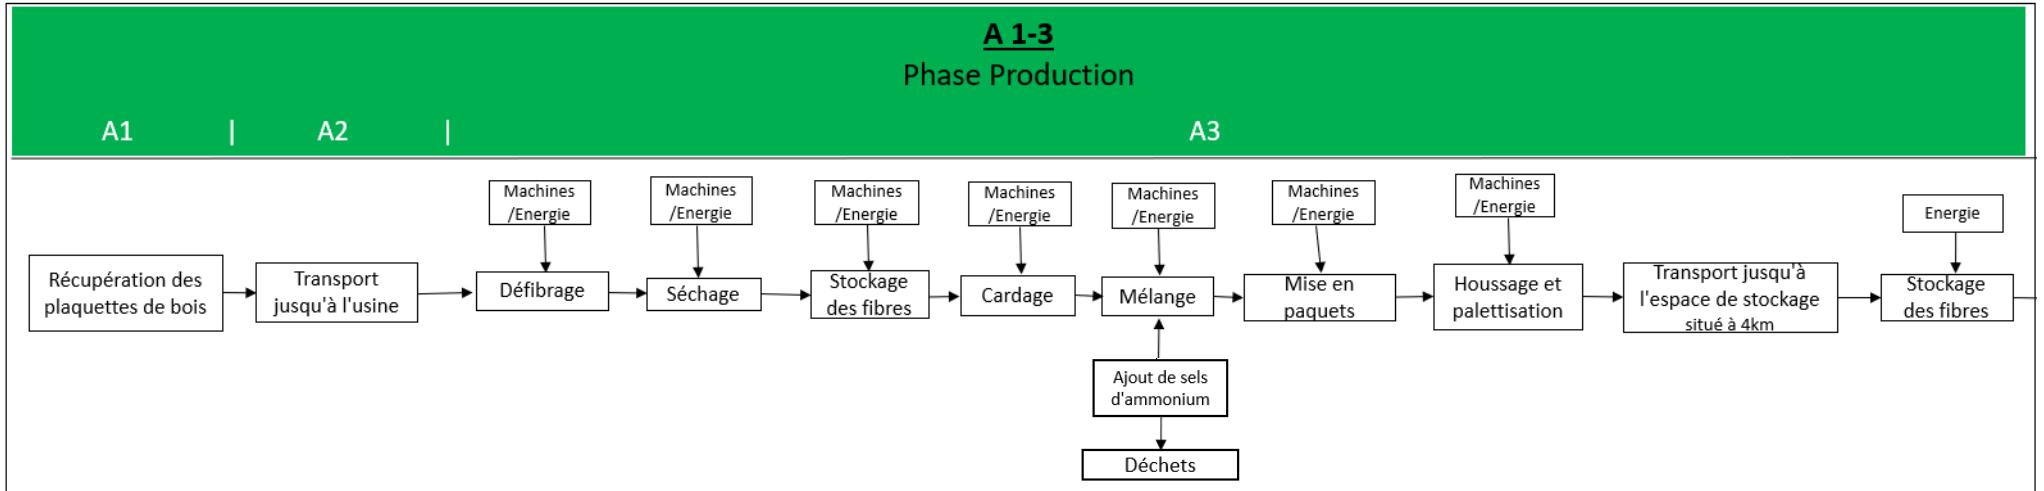 A 1-3
Phase Production
A1 | A2 | A3
Machines
/Energie
Machines
/Energie
Machines
/Energie
Machines
/Energie
Machines
/Energie
Machines
/Energie
Machines
/Energie
Energie
Récupération des
plaquettes de bois
Transport
jusqu'à l'usine
Défibrage
Séchage
Stockage
des fibres
Cardage
Mélange
Mise en
paquets
Houssage et
palettisation
Transport jusqu'à
l'espace de stockage
situé à 4km
Stockage
des fibres
Ajout de sels
d'ammonium
Déchets